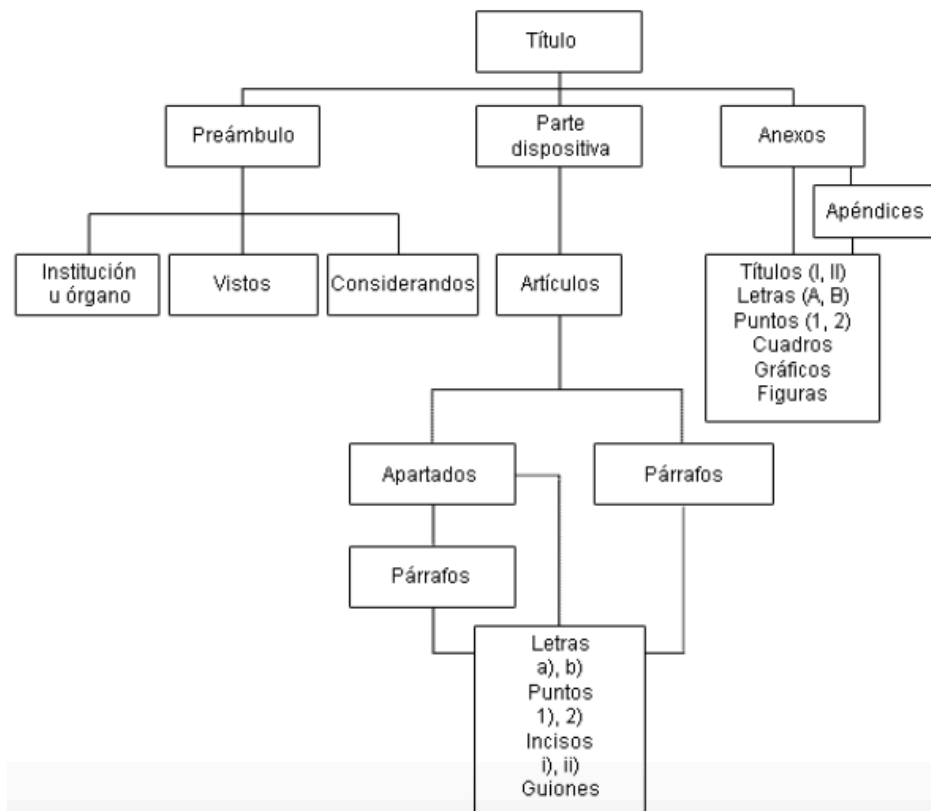 Título
Preámbulo
Parte
dispositiva
Anexos
Apéndices
Institución
u órgano
Vistos
Considerandos
Artículos
Títulos (I, II)
Letras (A, B)
Puntos (1, 2)
Cuadros
Gráficos
Figuras
Apartados
Párrafos
Párrafos
Letras
a), b)
Puntos
1), 2)
Incisos
i), ii)
Guiones